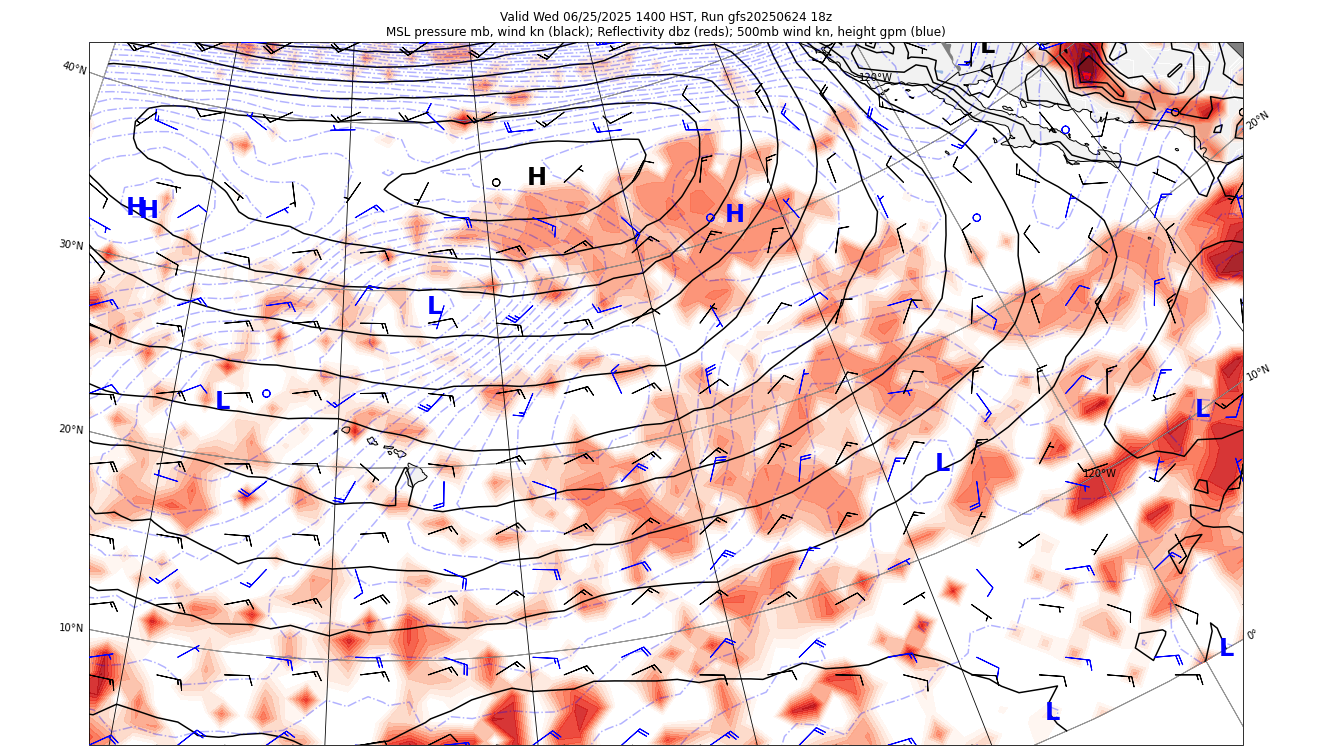 Valid Wed 06/25/2025 1400 HST, Run gfs20250624 18z
MSL pressure mb, wind kn (black); Reflectivity dbz (reds); 500mb wind kn, height gpm (blue)
L
40°N
120°W
20°N
H
H H
H
30°N
L
10°N
L
L
20°N
L
120°W
10°N
0°
L
L